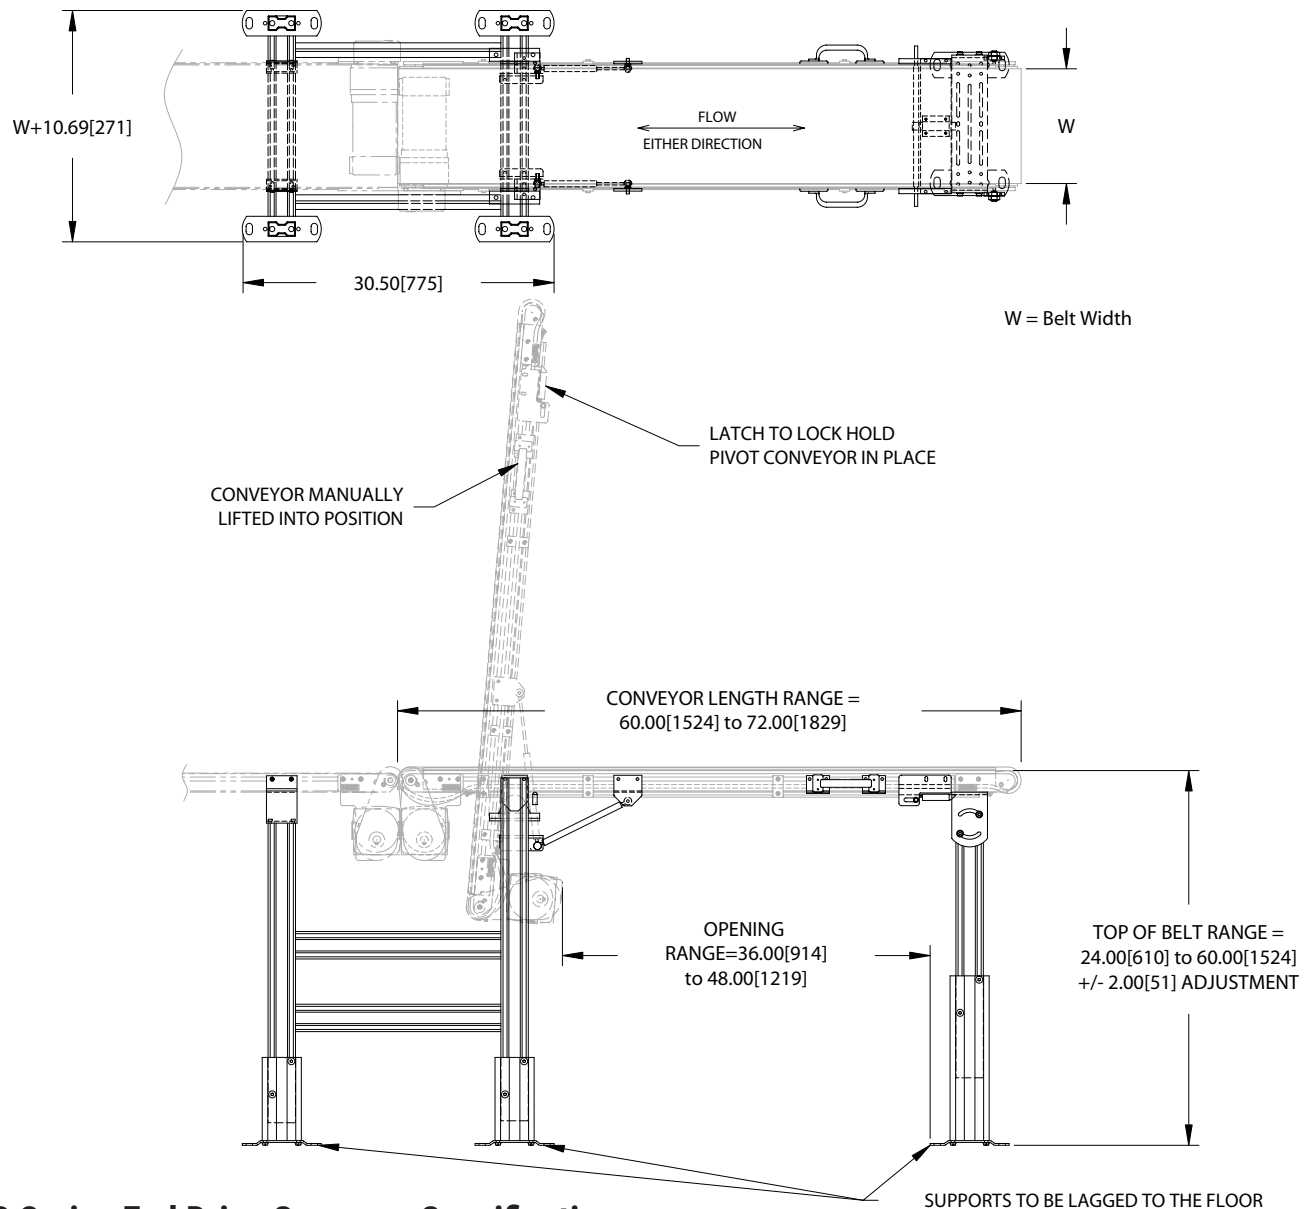 W+10.69[271]
FLOW
EITHER DIRECTION
W
30.50[775]
W = Belt Width
LATCH TO LOCK HOLD
PIVOT CONVEYOR IN PLACE
CONVEYOR MANUALLY
LIFTED INTO POSITION
CONVEYOR LENGTH RANGE =
60.00[1524] to 72.00[1829]
OPENING
RANGE=36.00[914]
to 48.00[1219]
TOP OF BELT RANGE =
24.00[610] to 60.00[1524]
+/- 2.00[51] ADJUSTMENT
SUPPORTS TO BE LAGGED TO THE FLOOR